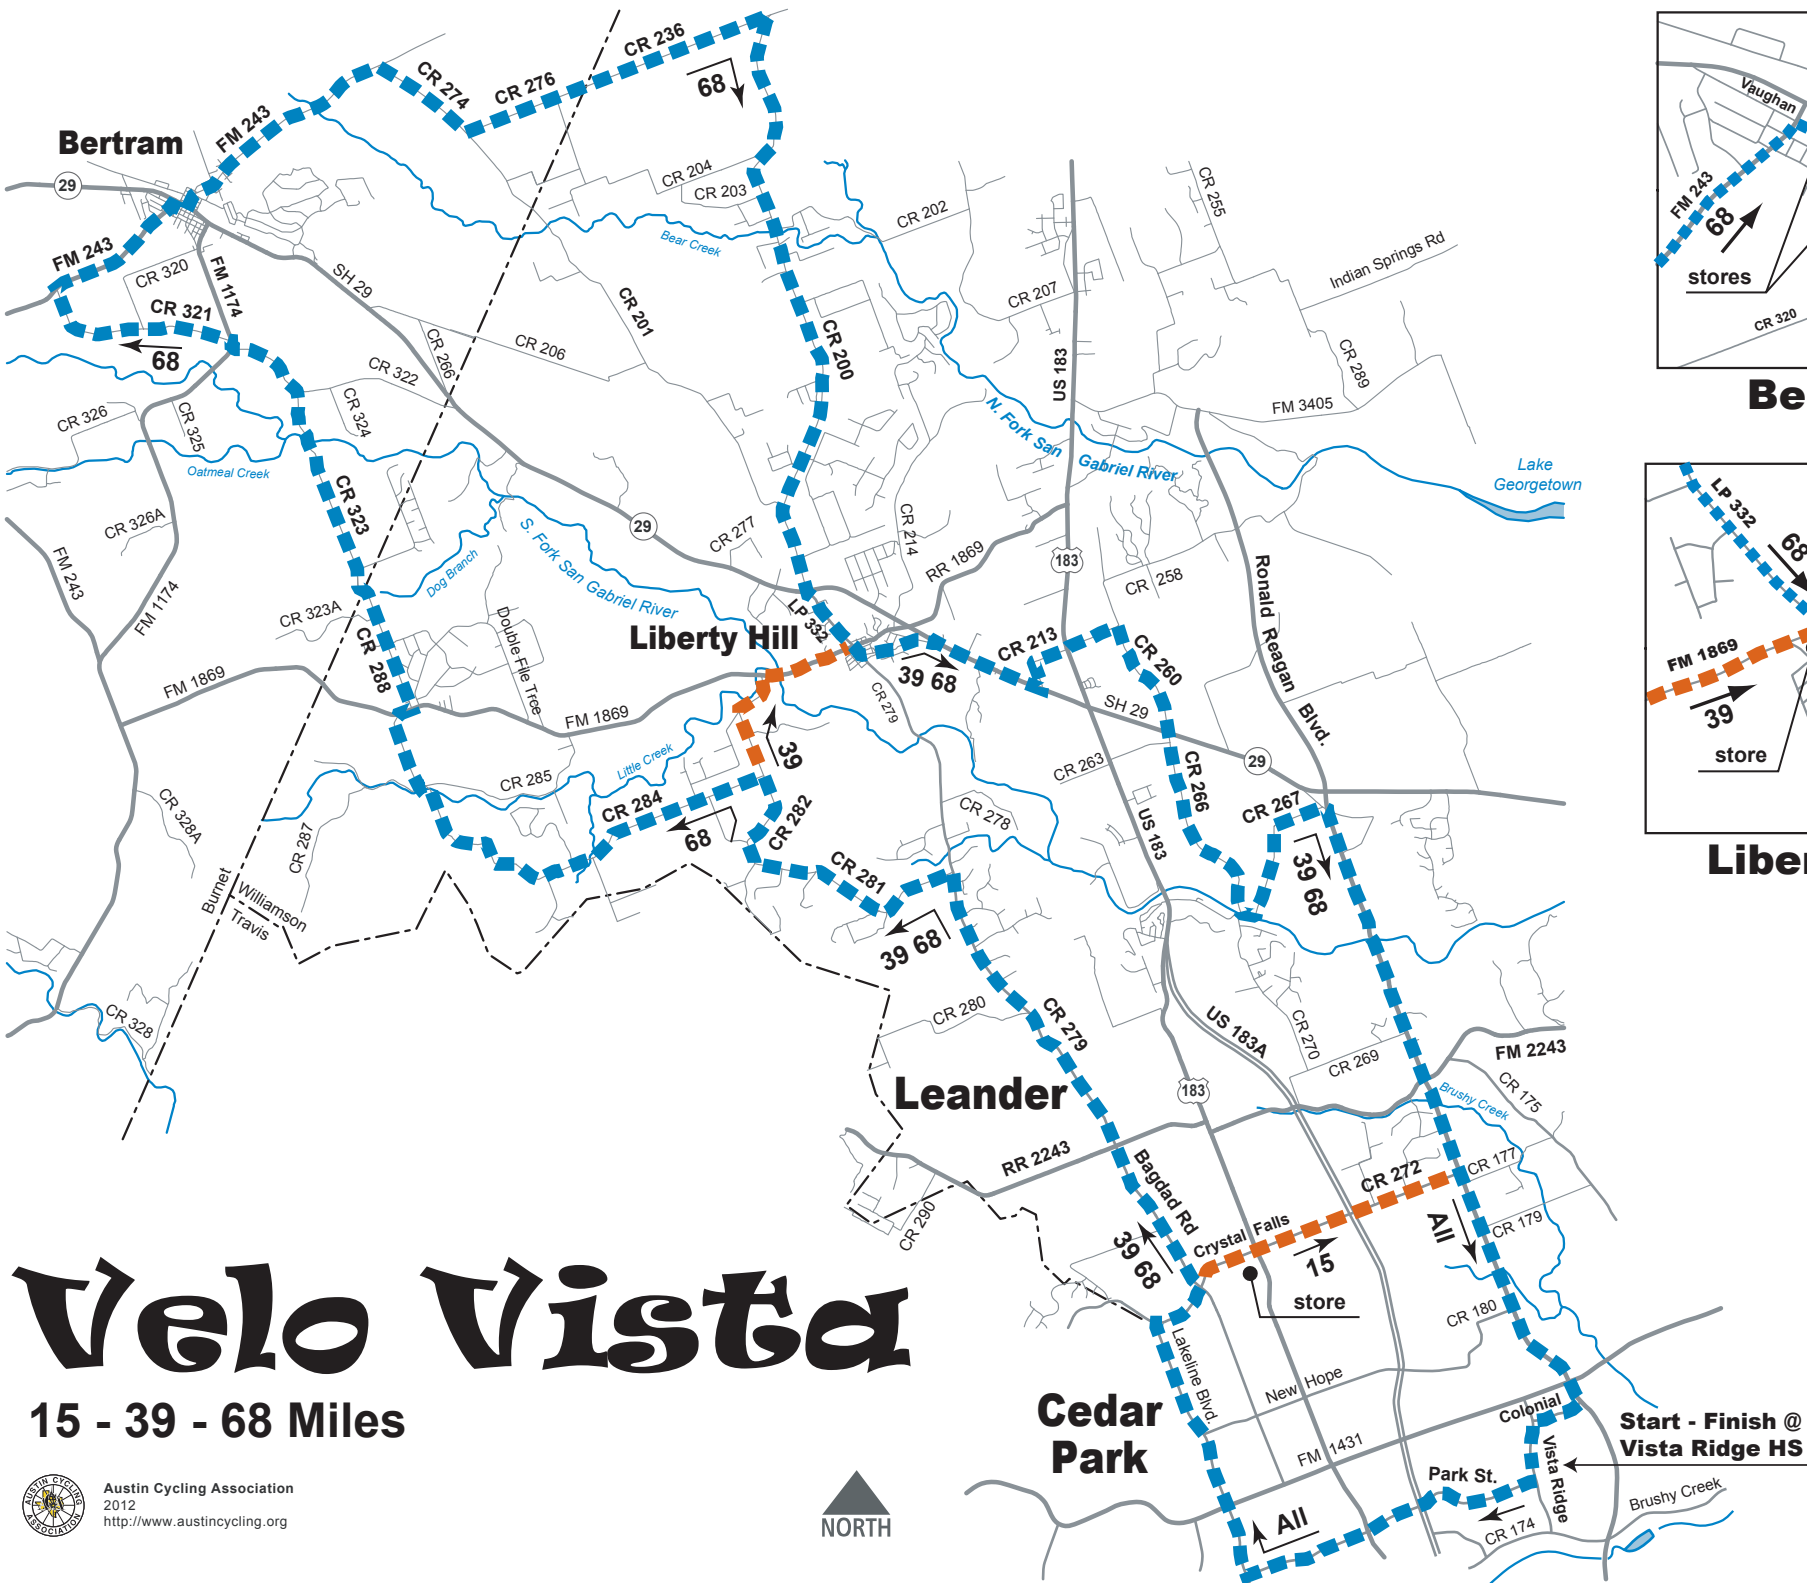 CR 236
CR 274
CR 276
68
Bertram
FM 243
29
CR 204
CR 203
CR 202
CR 255
Bear Creek
FM 243
CR 320
FM 1174
SH 29
CR 201
CR 207
Indian Springs Rd
CR 321
68
CR 266
CR 206
CR 200
US 183
CR 289
CR 322
FM 3405
CR 326
CR 325
CR 324
N. Fork San Gabriel River
Lake
Georgetown
Oatmeal Creek
CR 323
CR 326A
29
CR 277
CR 214
RR 1869
183
CR 258
Ronald Reagan Blvd.
FM 243
FM 1174
Dog Branch
S. Fork San Gabriel River
CR 323A
CR 288
Double File Tree
LP 332
Liberty Hill
CR 213
CR 260
39 68
FM 1869
FM 1869
CR 279
SH 29
39
Little Creek
CR 285
CR 263
29
CR 266
CR 267
CR 328A
CR 287
CR 284
68
CR 282
CR 278
US 183
CR 281
39 68
39 68
Burnet
Williamson
Travis
CR 328
CR 280
CR 279
US 183A
CR 270
CR 269
FM 2243
CR 175
Leander
183
Brushy Creek
RR 2243
Bagdad Rd
CR 272
CR 177
CR 290
39 68
Crystal Falls
15
All
CR 179
store
CR 180
Lakeline Blvd.
New Hope
Velo Vista
15 - 39 - 68 Miles
Cedar
Park
Colonial
FM 1431
Vista Ridge
Start - Finish @
Vista Ridge HS
Park St.
Brushy Creek
CR 174
All
AUSTIN CYCLING
ASSOCIATION
Austin Cycling Association
2012
http://www.austincycling.org
NORTH
Vaughan
FM 243
68
stores
CR 320
Be
LP 332
68
FM 1869
39
store
Liber